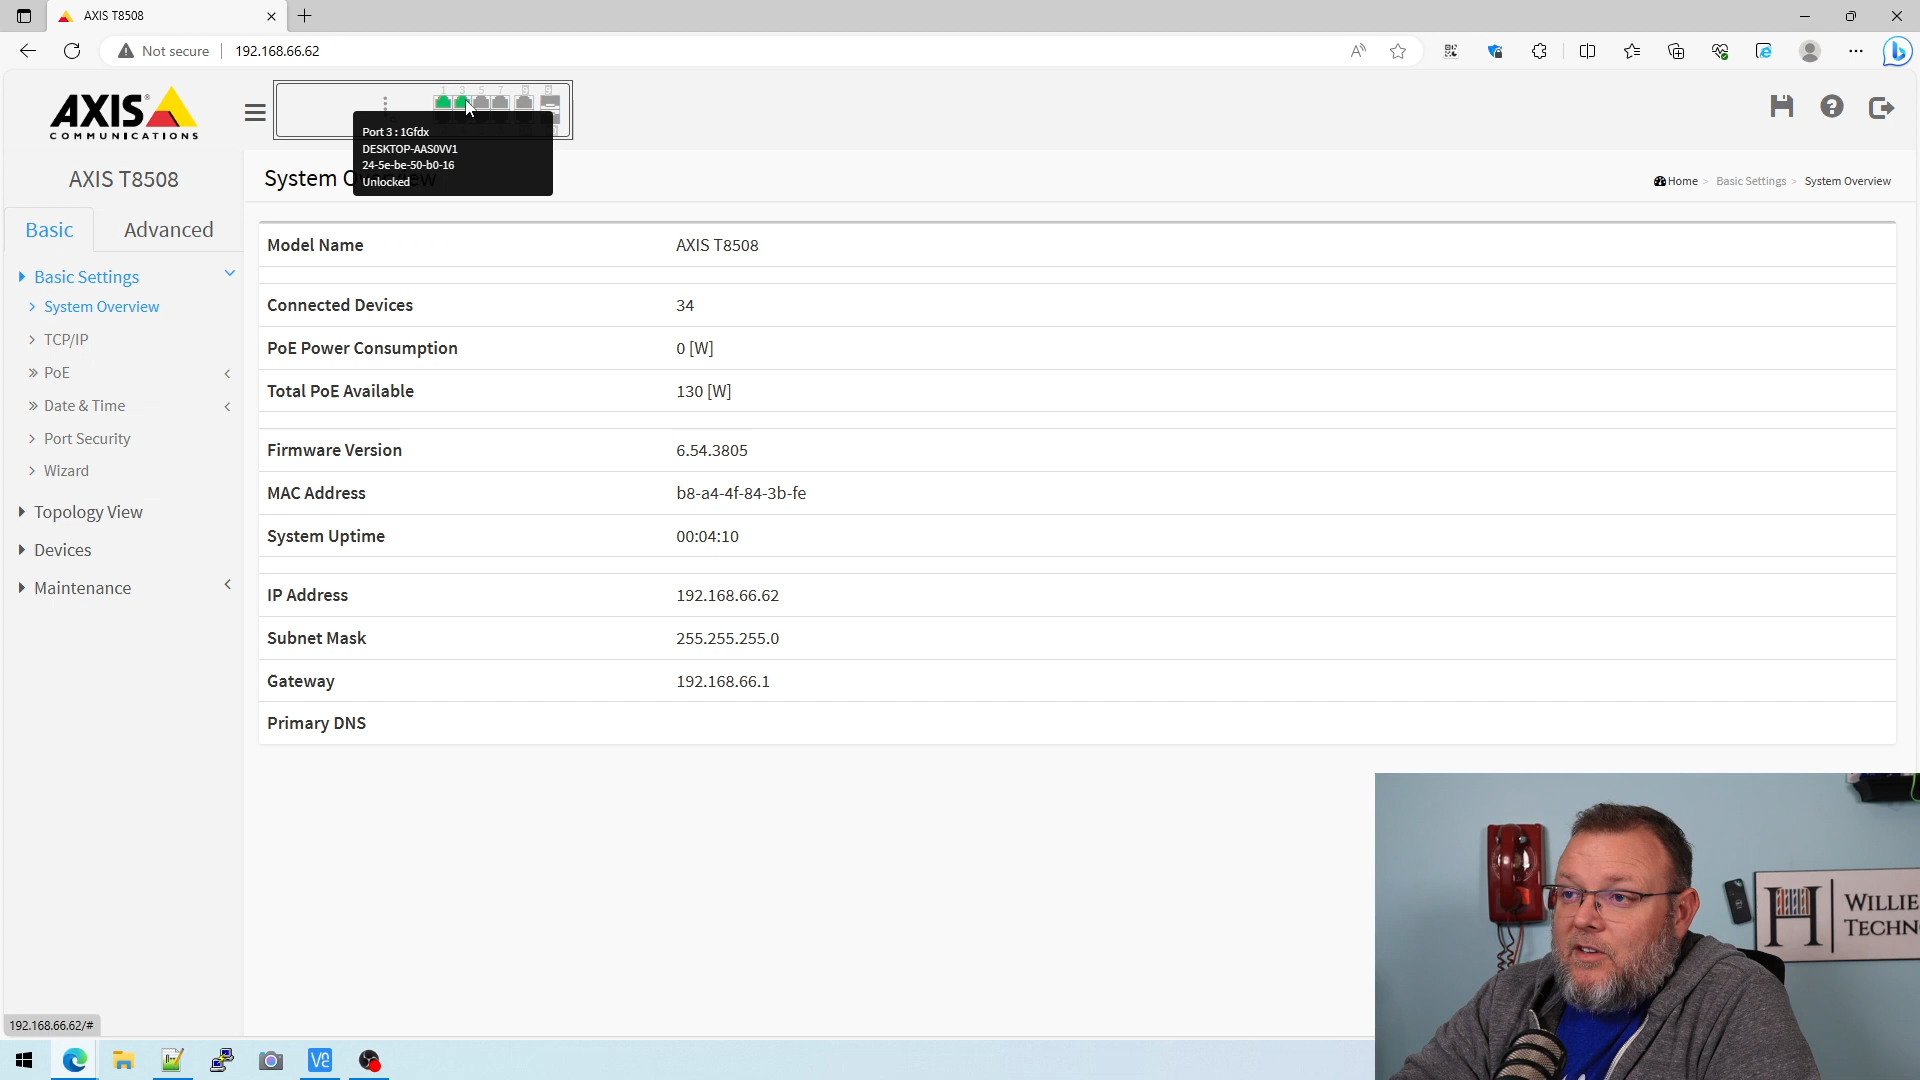 AXIS T8508
Not secure
192.168.66.62
AXIS
COMMUNICATIONS
1 3 5 7
Port 3 : 1Gfdx
DESKTOP-AAS0VV1
24-5e-be-50-b0-16
Unlocked
AXIS T8508
System O
Home > Basic Settings > System Overview
Basic
Advanced
Basic Settings
System Overview
TCP/IP
PoE
Date & Time
Port Security
Wizard
Topology View
Devices
Maintenance
Model Name AXIS T8508
Connected Devices 34
PoE Power Consumption 0 [W]
Total PoE Available 130 [W]
Firmware Version 6.54.3805
MAC Address b8-a4-4f-84-3b-fe
System Uptime 00:04:10
IP Address 192.168.66.62
Subnet Mask 255.255.255.0
Gateway 192.168.66.1
Primary DNS
WILLIE
TECHN
192.168.66.62/#